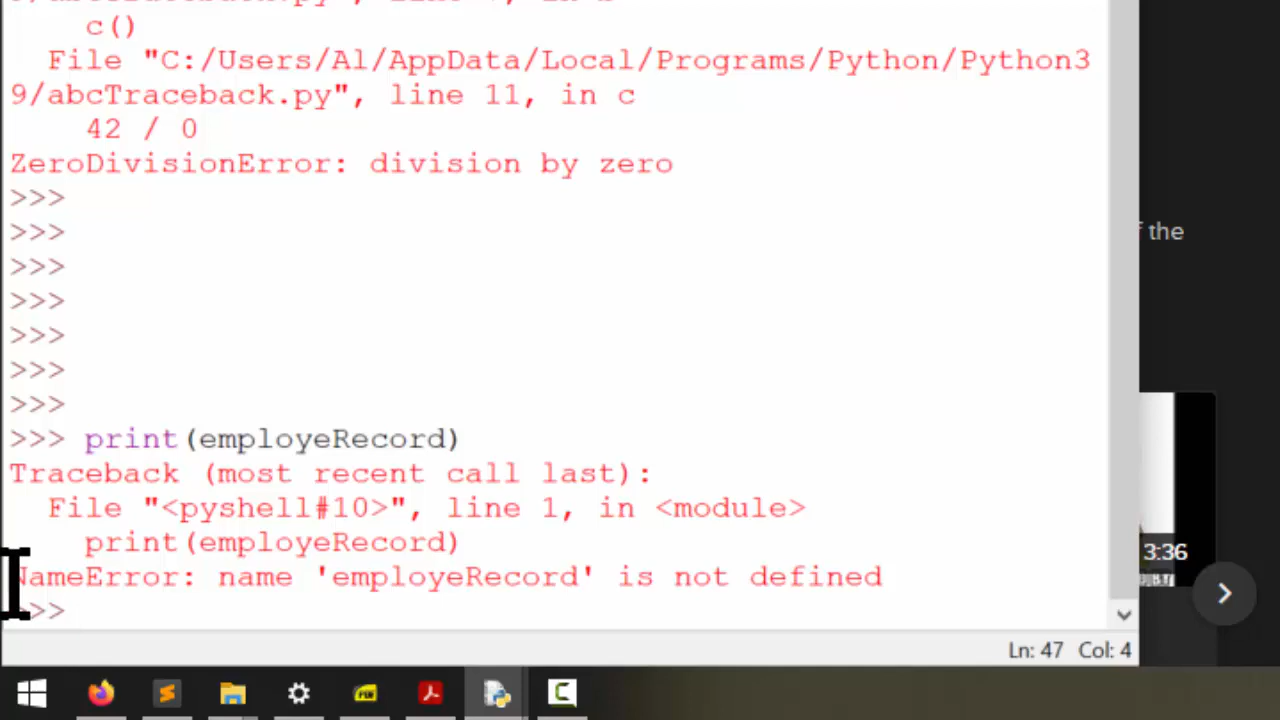 c()
File "C:/Users/Al/AppData/Local/Programs/Python/Python3
9/abcTraceback.py", line 11, in c
42 / 0
ZeroDivisionError: division by zero
>>>
>>>
>>>
>>>
>>>
>>>
>>>
>>> print(employeRecord)
Traceback (most recent call last):
File "<pyshell#10>", line 1, in <module>
print(employeRecord)
NameError: name 'employeRecord' is not defined
>>>
Ln: 47 Col: 4
the
3:36